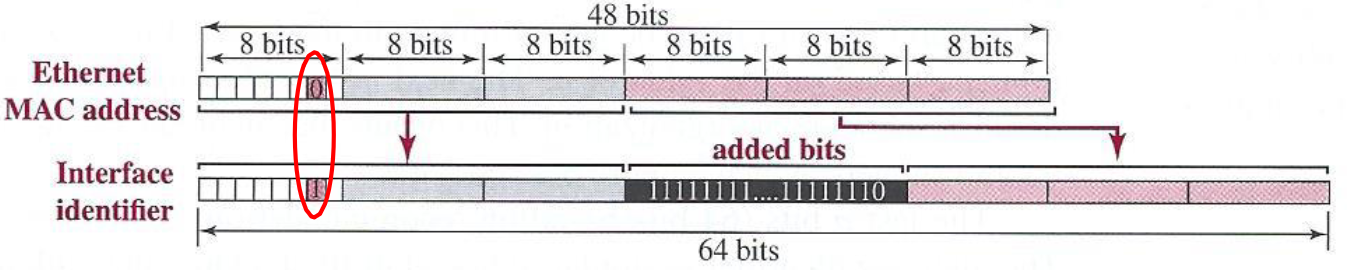 48 bits
8 bits 8 bits 8 bits 8 bits 8 bits 8 bits
Ethernet
MAC address
0
added bits
Interface
identifier
1
11111111....11111110
64 bits